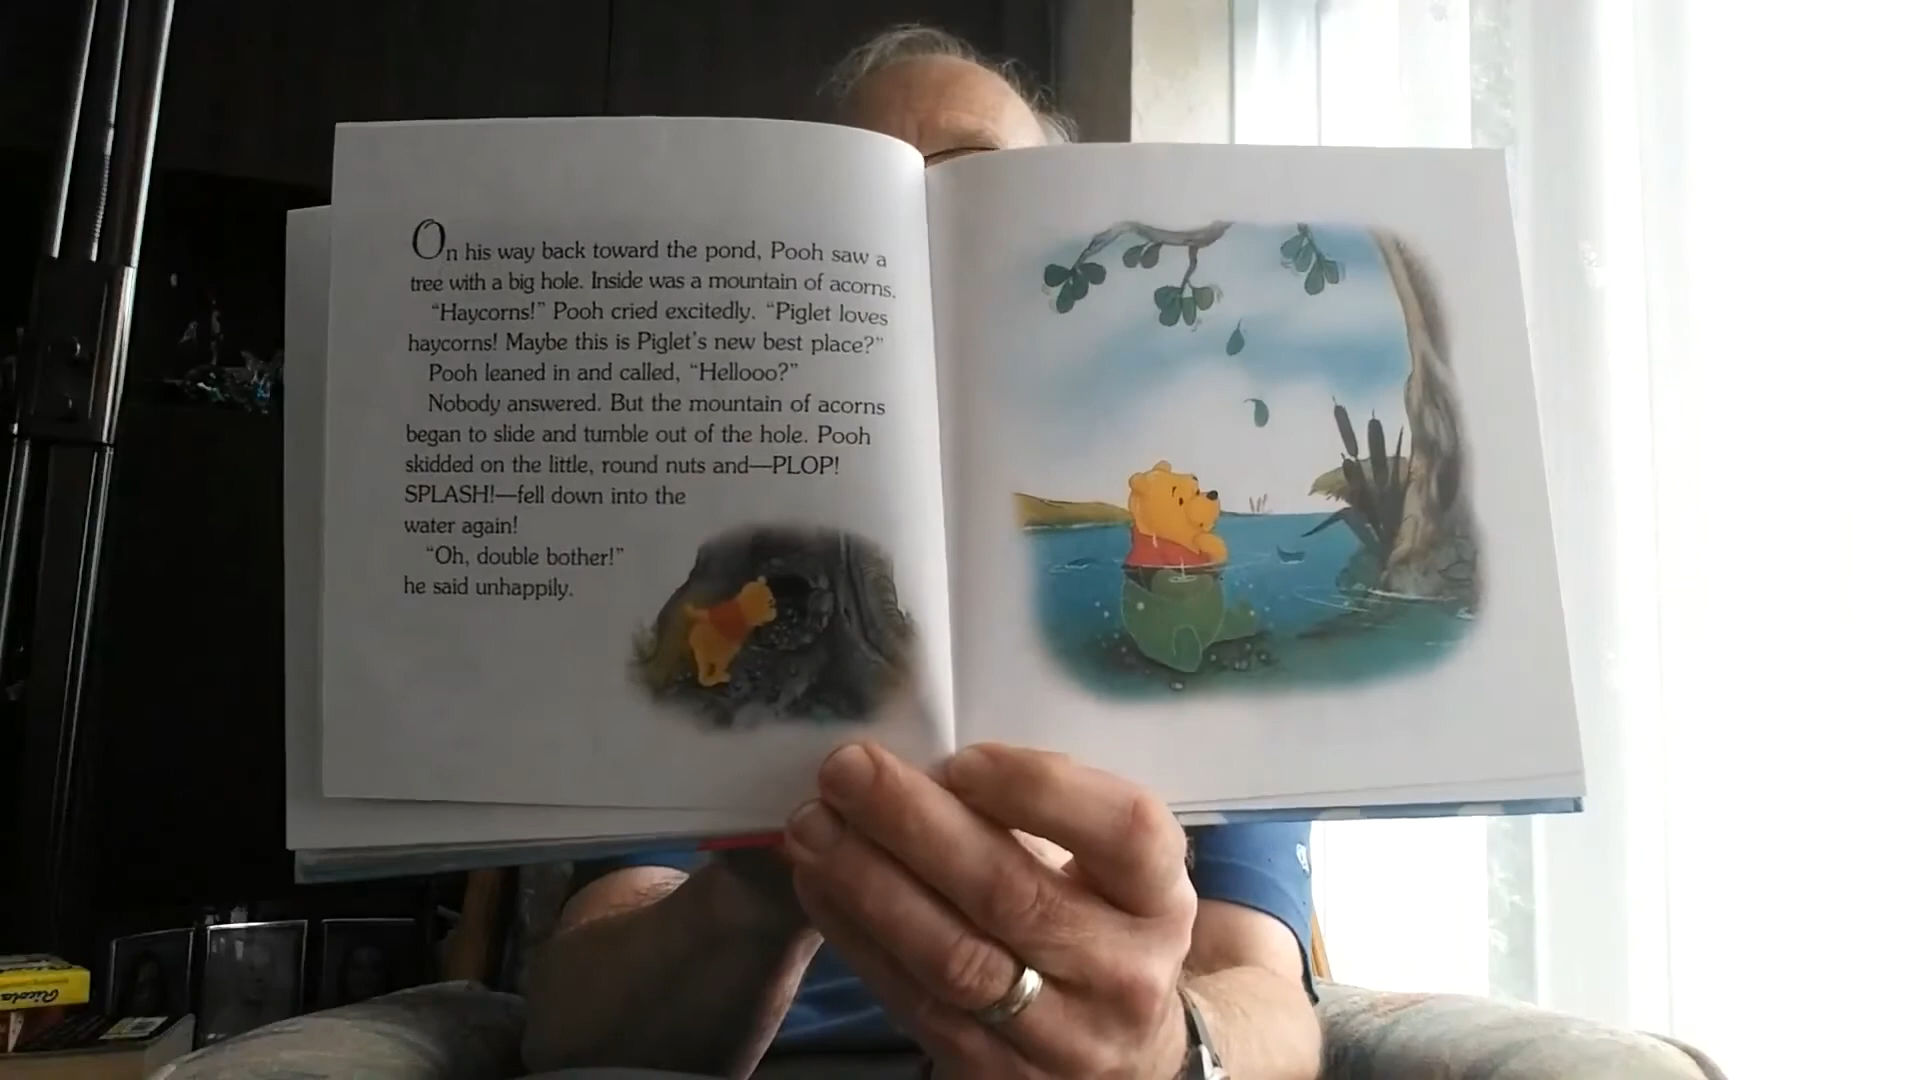 On his way back toward the pond, Pooh saw a
tree with a big hole. Inside was a mountain of acorns.
“Haycorns!” Pooh cried excitedly. “Piglet loves
haycorns! Maybe this is Piglet’s new best place?”
Pooh leaned in and called, “Hellooo?”
Nobody answered. But the mountain of acorns
began to slide and tumble out of the hole. Pooh
skidded on the little, round nuts and—PLOP!
SPLASH!—fell down into the
water again!
“Oh, double bother!”
he said unhappily.
Ricola